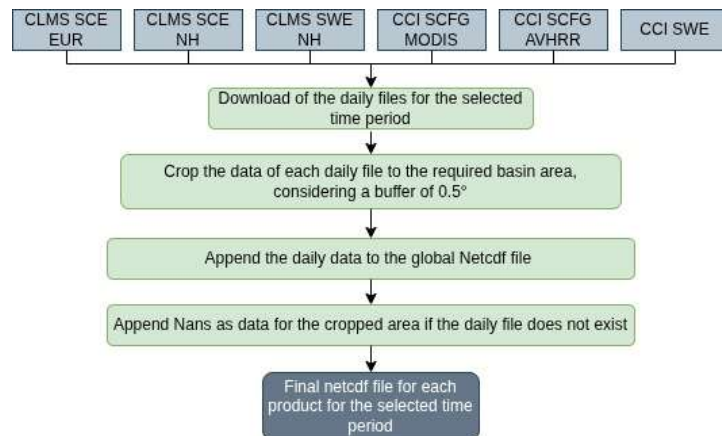 CLMS SCE
EUR
CLMS SCE
NH
CLMS SWE
NH
CCI SCFG
MODIS
CCI SCFG
AVHRR
CCI SWE
Download of the daily files for the selected
time period
Crop the data of each daily file to the required basin area,
considering a buffer of 0.5°
Append the daily data to the global Netcdf file
Append Nans as data for the cropped area if the daily file does not exist
Final netcdf file for each
product for the selected time
period